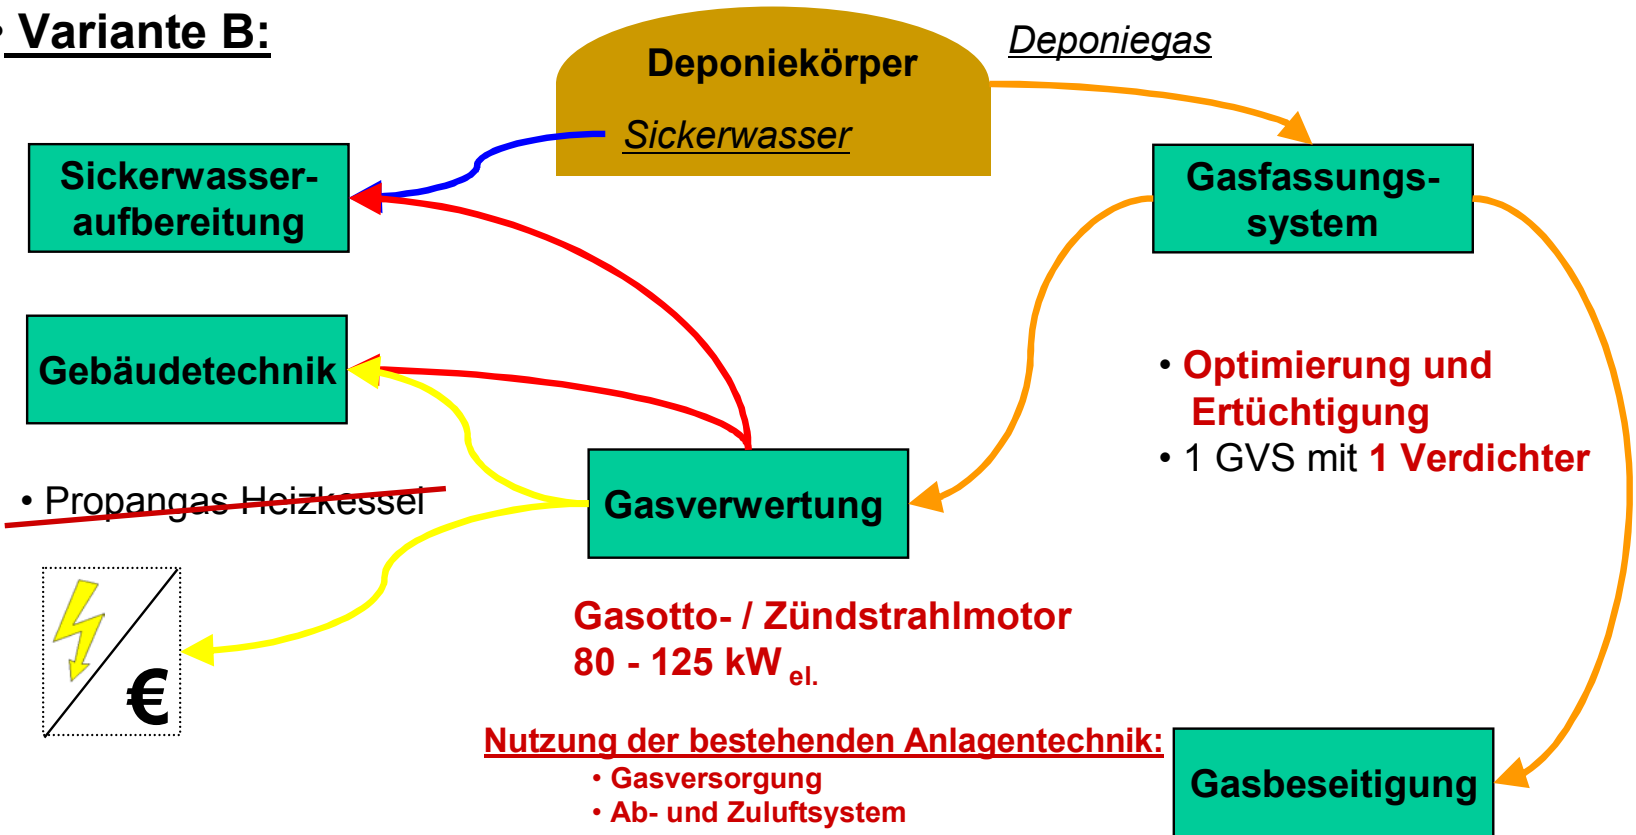 • Variante B:
Deponiekörper
Deponiegas
Sickerwasser
Sickerwasser-
aufbereitung
Gasfassungs-
system
Gebäudetechnik
• Optimierung und
Ertüchtigung
• 1 GVS mit 1 Verdichter
• Propangas Heizkessel
Gasverwertung
Gasotto- / Zündstrahlmotor
80 - 125 kW el.
€
Nutzung der bestehenden Anlagentechnik:
• Gasversorgung
• Ab- und Zuluftsystem
Gasbeseitigung